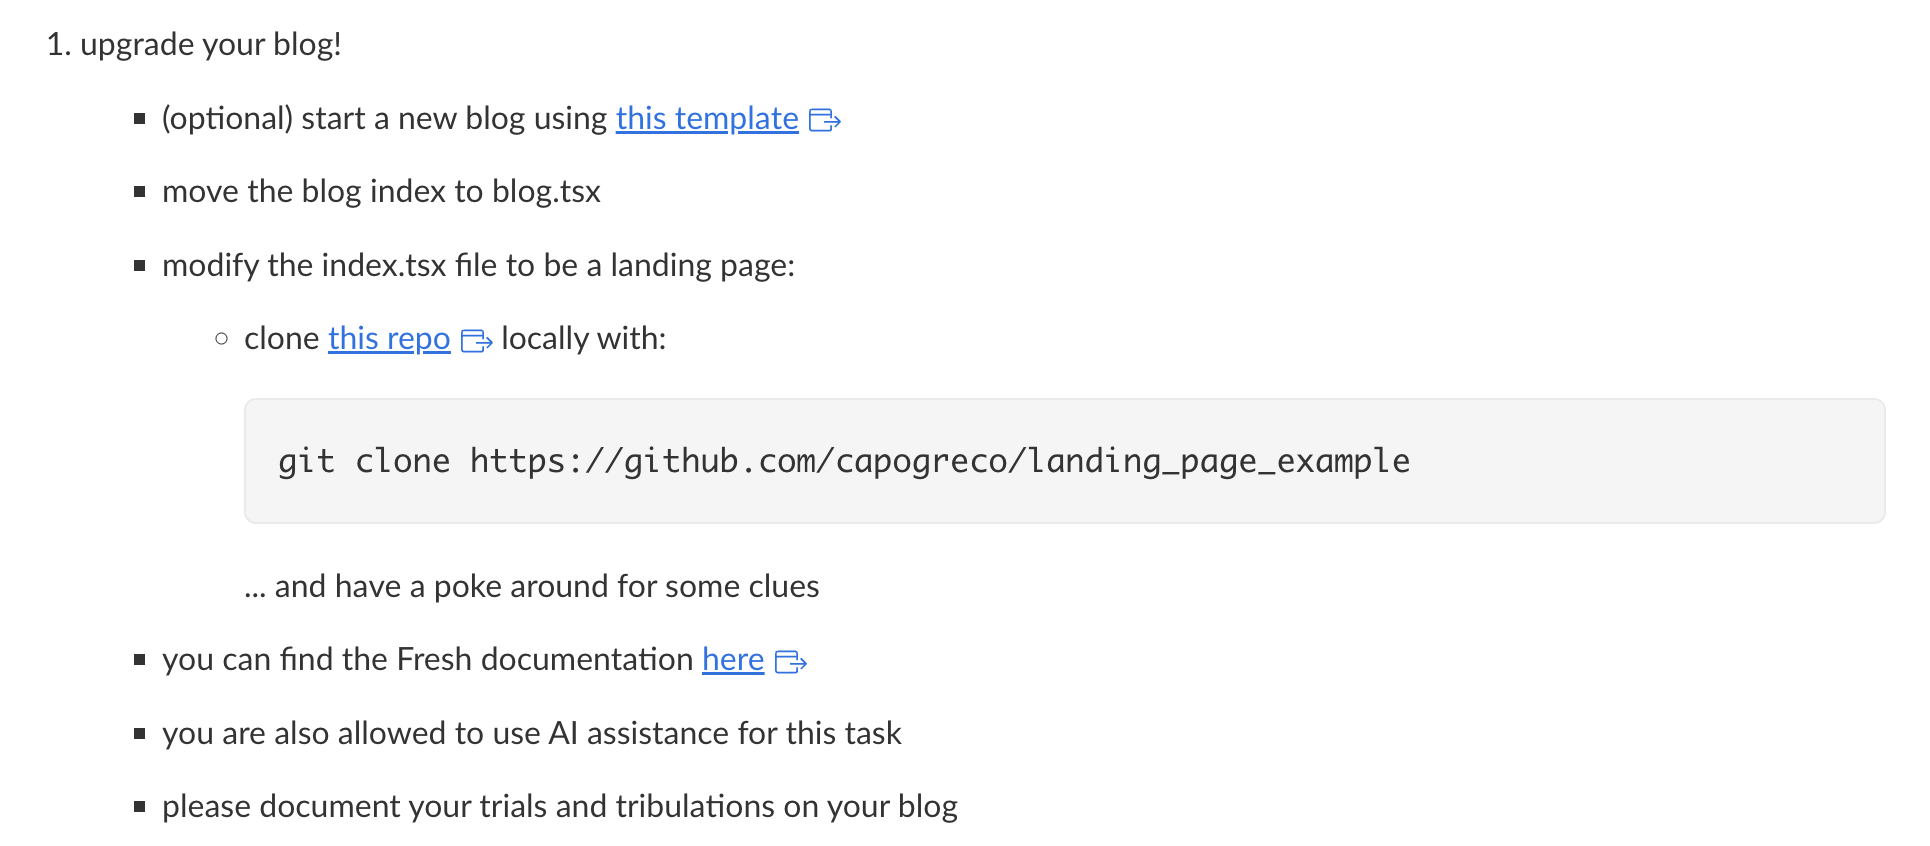 1. upgrade your blog!
(optional) start a new blog using this template
move the blog index to blog.tsx
modify the index.tsx file to be a landing page:
clone this repo locally with:
git clone https://github.com/capogreco/landing_page_example
... and have a poke around for some clues
you can find the Fresh documentation here
you are also allowed to use AI assistance for this task
please document your trials and tribulations on your blog